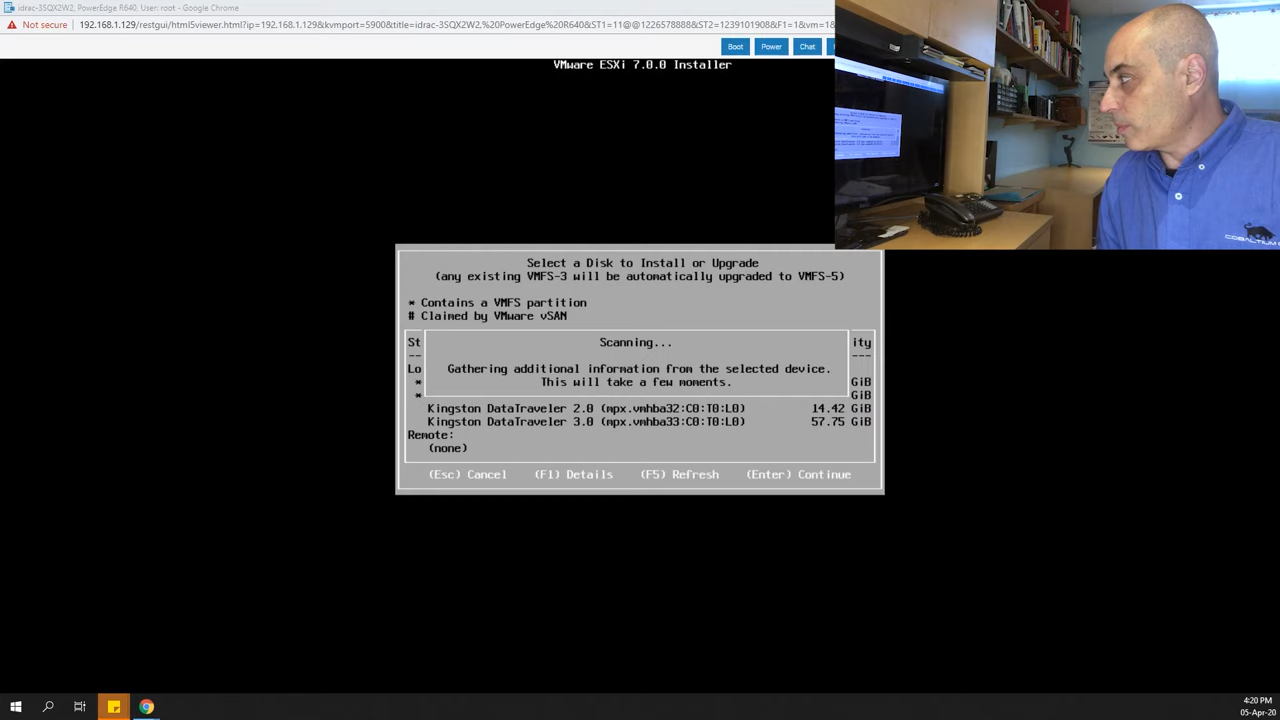 idrac-3SQX2W2, PowerEdge R640, User: root - Google Chrome
Not secure 192.168.1.129/restgui/html5viewer.html?ip=192.168.1.129&kvmport=5900&title=idrac-3SQX2W2,%20PowerEdge%20R640&ST1=11@@1226578888&ST2=1239101908&F1=1&vm=1
Boot Power Chat
VMware ESXi 7.0.0 Installer
Select a Disk to Install or Upgrade
(any existing VMFS-3 will be automatically upgraded to VMFS-5)
* Contains a VMFS partition
# Claimed by VMware vSAN
St Scanning... ity
Lo Gathering additional information from the selected device.
* This will take a few moments. GiB
* GiB
Kingston DataTraveler 2.0 (mpx.vmhba32:C0:T0:L0) 14.42 GiB
Kingston DataTraveler 3.0 (mpx.vmhba33:C0:T0:L0) 57.75 GiB
Remote:
(none)
(Esc) Cancel (F1) Details (F5) Refresh (Enter) Continue
COBALTIUM
4:20 PM
05-Apr-20